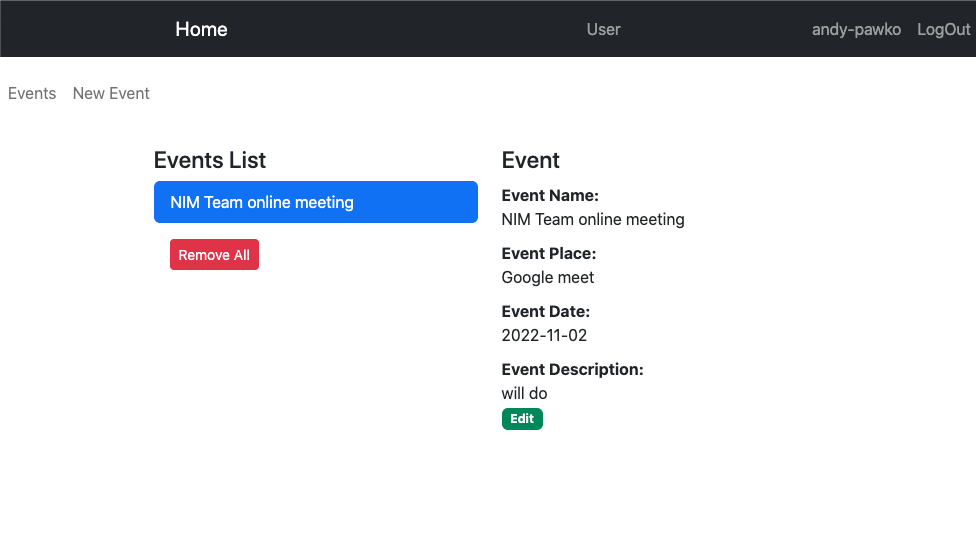 Home User andy-pawko LogOut
Events New Event
Events List
NIM Team online meeting
Remove All
Event
Event Name:
NIM Team online meeting
Event Place:
Google meet
Event Date:
2022-11-02
Event Description:
will do
Edit